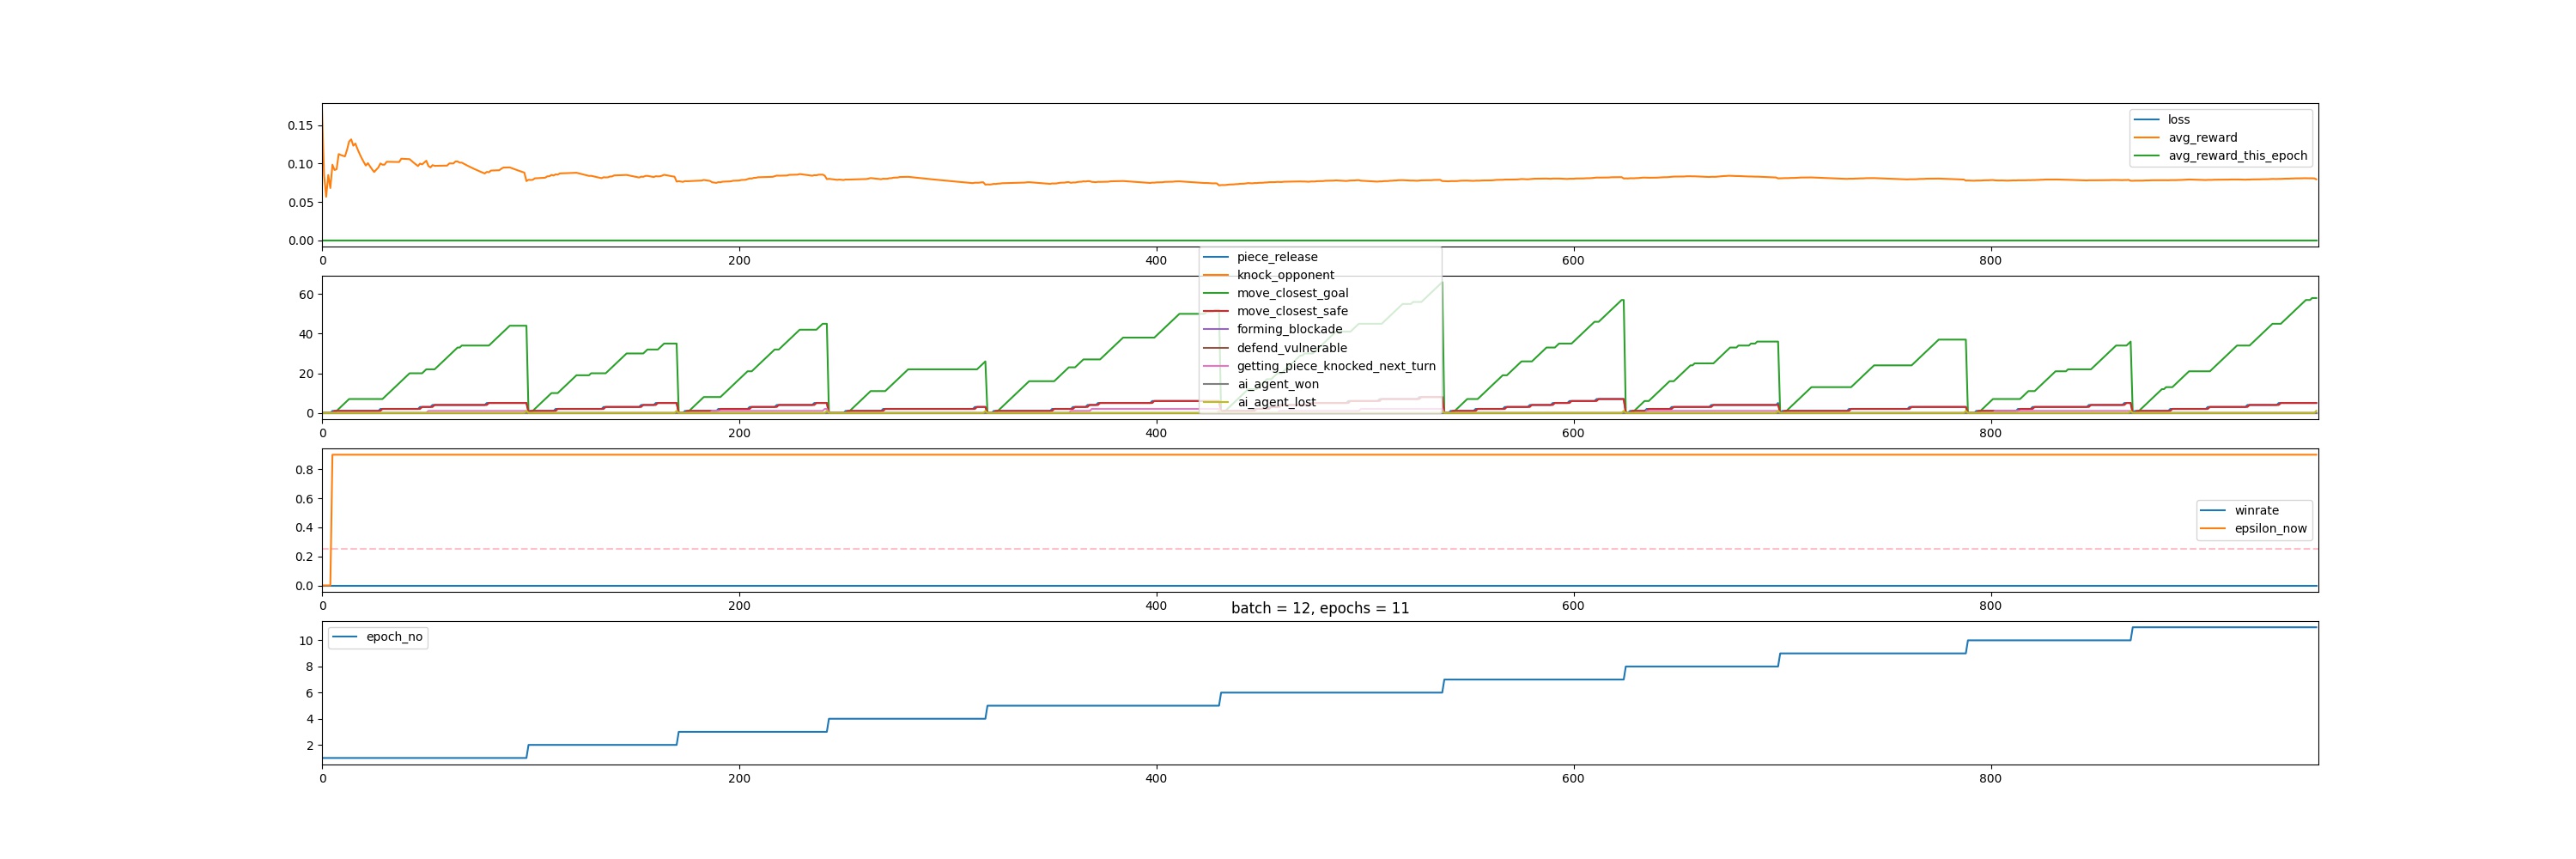 0.15
0.10
0.05
0.00
loss
avg_reward
avg_reward_this_epoch
0 200 400 600 800
60
40
20
0
piece_release
knock_opponent
move_closest_goal
move_closest_safe
forming_blockade
defend_vulnerable
getting_piece_knocked_next_turn
ai_agent_won
ai_agent_lost
0 200 400 600 800
0.8
0.6
0.4
0.2
0.0
winrate
epsilon_now
0 200 400 600 800
batch = 12, epochs = 11
10
8
6
4
2
epoch_no
0 200 400 600 800